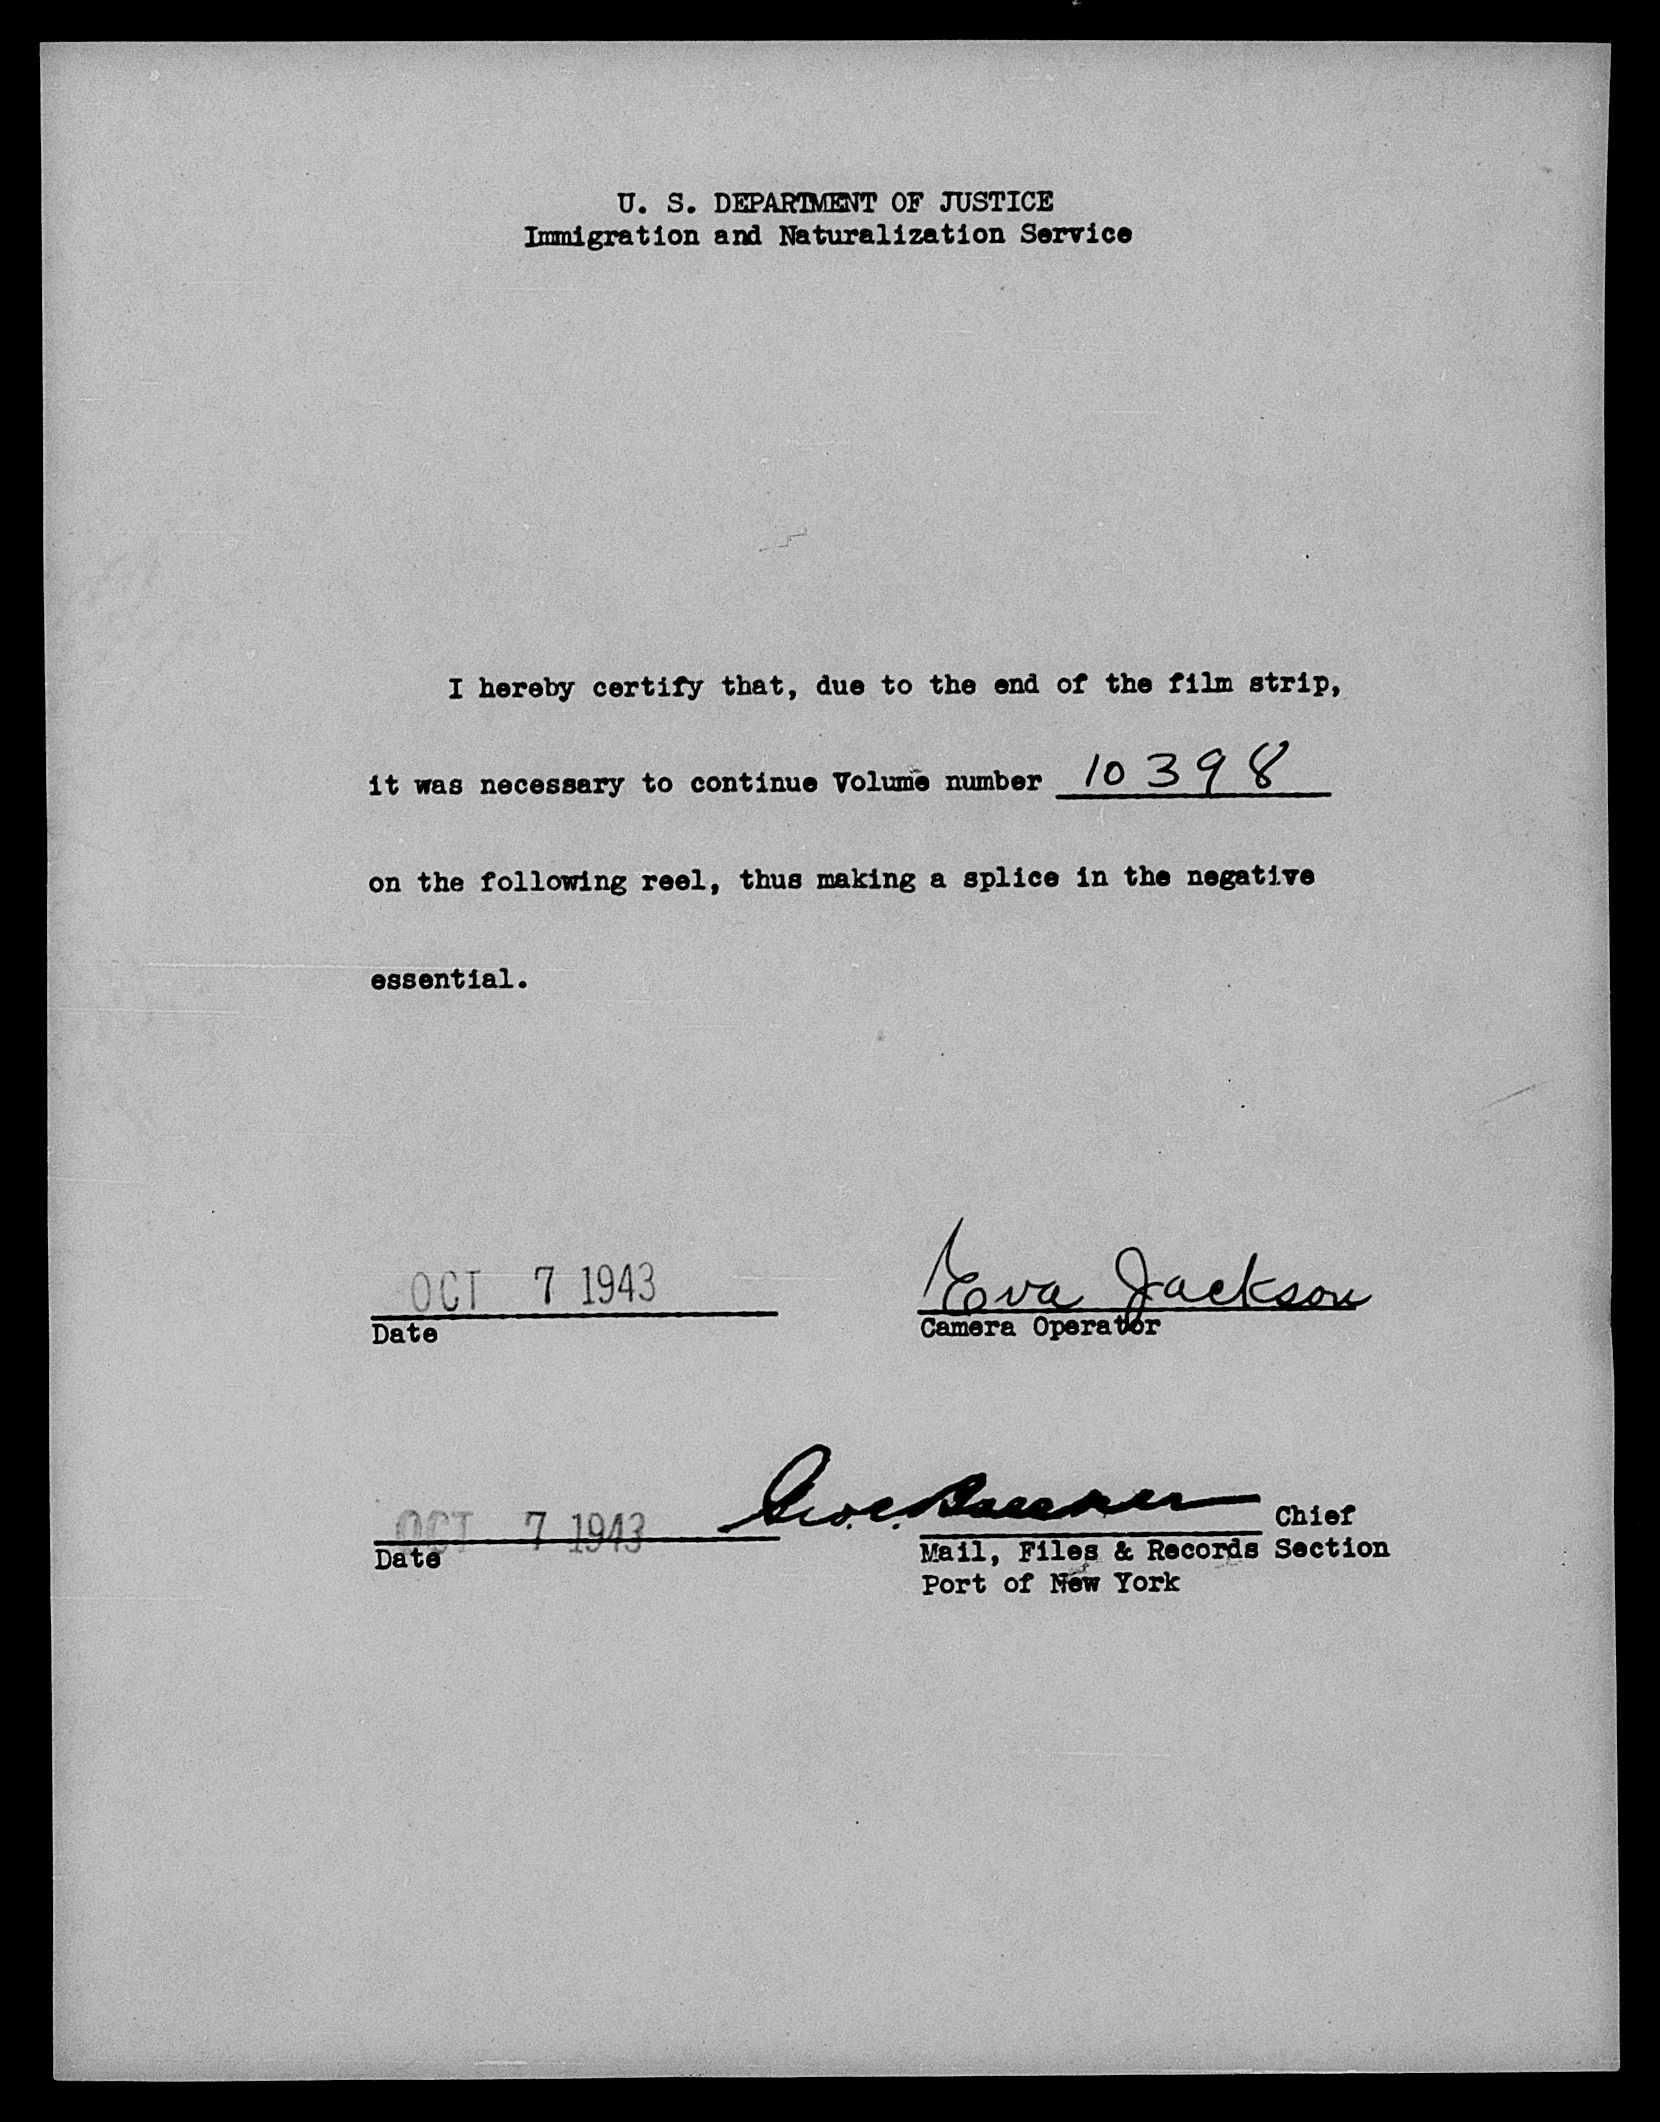 U. S. DEPARTMENT OF JUSTICE
Immigration and Naturalization Service
I hereby certify that, due to the end of the film strip,
it was necessary to continue Volume number 10398
on the following reel, thus making a splice in the negative
essential.
OCT 7 1943
Eva Jackson
Date
Camera Operator
OCT 7 1943
Geo. C.
Chief
Date
Mail, Files & Records Section
Port of New York